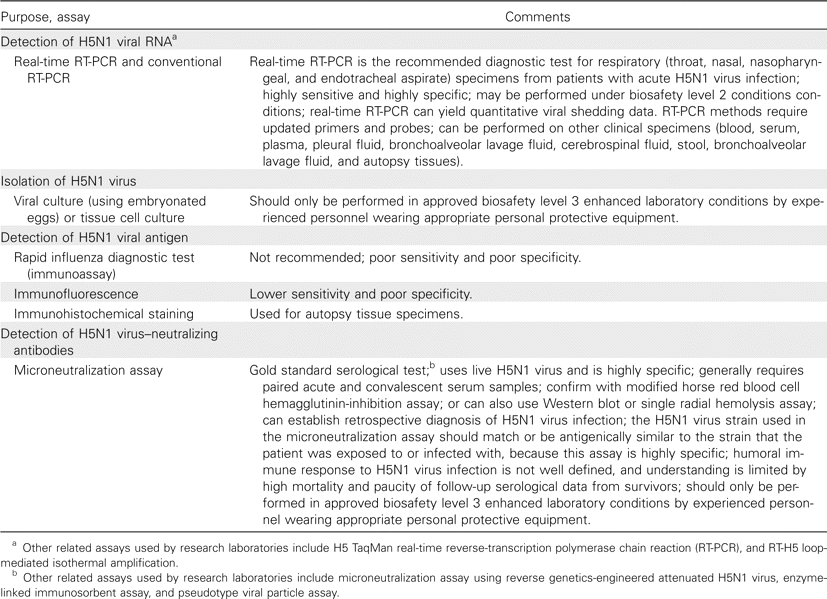 Purpose, assay Comments
Detection of H5N1 viral RNAa
Real-time RT-PCR and conventional
RT-PCR
Real-time RT-PCR is the recommended diagnostic test for respiratory (throat, nasal, nasopharyn-
geal, and endotracheal aspirate) specimens from patients with acute H5N1 virus infection;
highly sensitive and highly specific; may be performed under biosafety level 2 conditions con-
ditions; real-time RT-PCR can yield quantitative viral shedding data. RT-PCR methods require
updated primers and probes; can be performed on other clinical specimens (blood, serum,
plasma, pleural fluid, bronchoalveolar lavage fluid, cerebrospinal fluid, stool, bronchoalveolar
lavage fluid, and autopsy tissues).
Isolation of H5N1 virus
Viral culture (using embryonated
eggs) or tissue cell culture
Should only be performed in approved biosafety level 3 enhanced laboratory conditions by expe-
rienced personnel wearing appropriate personal protective equipment.
Detection of H5N1 viral antigen
Rapid influenza diagnostic test
(immunoassay)
Not recommended; poor sensitivity and poor specificity.
Immunofluorescence Lower sensitivity and poor specificity.
Immunohistochemical staining Used for autopsy tissue specimens.
Detection of H5N1 virus–neutralizing
antibodies
Microneutralization assay
Gold standard serological test;b uses live H5N1 virus and is highly specific; generally requires
paired acute and convalescent serum samples; confirm with modified horse red blood cell
hemagglutinin-inhibition assay; or can also use Western blot or single radial hemolysis assay;
can establish retrospective diagnosis of H5N1 virus infection; the H5N1 virus strain used in
the microneutralization assay should match or be antigenically similar to the strain that the
patient was exposed to or infected with, because this assay is highly specific; humoral im-
mune response to H5N1 virus infection is not well defined, and understanding is limited by
high mortality and paucity of follow-up serological data from survivors; should only be per-
formed in approved biosafety level 3 enhanced laboratory conditions by experienced person-
nel wearing appropriate personal protective equipment.
a Other related assays used by research laboratories include H5 TaqMan real-time reverse-transcription polymerase chain reaction (RT-PCR), and RT-H5 loop-
mediated isothermal amplification.
b Other related assays used by research laboratories include microneutralization assay using reverse genetics-engineered attenuated H5N1 virus, enzyme-
linked immunosorbent assay, and pseudotype viral particle assay.